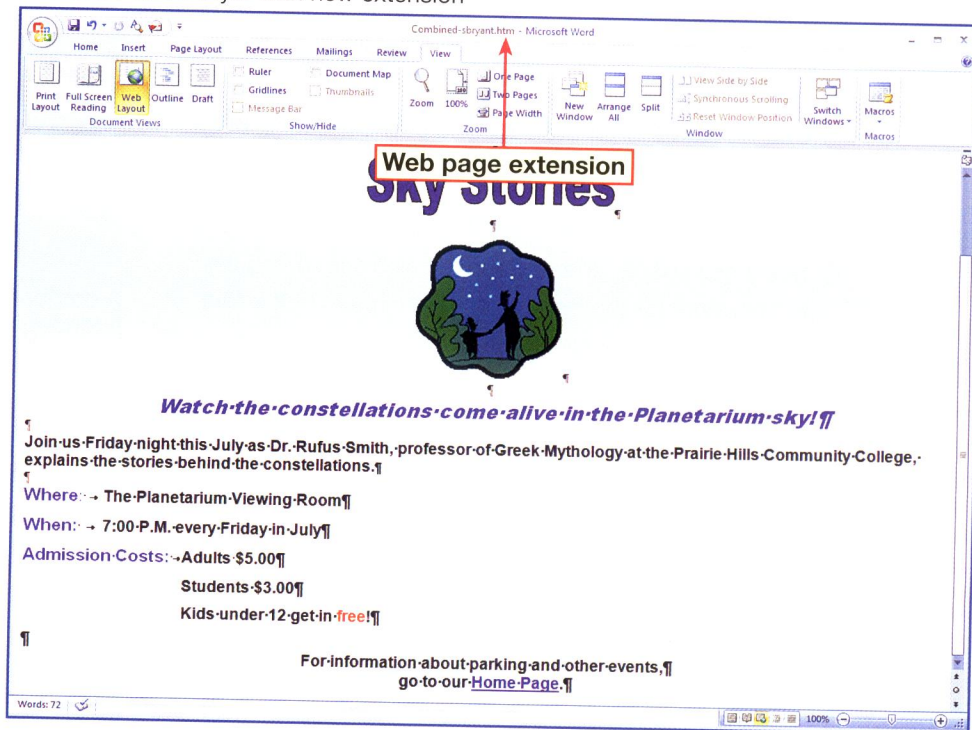 new extension
Combined-sbryant.htm - Microsoft Word
Home Insert Page Layout References Mailings Review View
Ruler Document Map One Page View Side by Side
Gridlines Thumbnails Two Pages Synchronous Scrolling
Message Bar Page Width Reset Window Position
Print Layout Full Screen Reading Web Layout Outline Draft Zoom 100% New Window Arrange All Split Switch Windows Macros
Document Views Show/Hide Zoom Window Macros
Web page extension
Sky Stories
¶
¶
¶ ¶
Watch·the·constellations·come·alive·in·the·Planetarium·sky!¶
¶
Join·us·Friday·night·this·July·as·Dr.·Rufus·Smith,·professor·of·Greek·Mythology·at·the·Prairie·Hills·Community·College,·
explains·the·stories·behind·the·constellations.¶
¶
Where:·→ The·Planetarium·Viewing·Room¶
When:·→ 7:00·P.M.·every·Friday·in·July¶
Admission·Costs:·→Adults·$5.00¶
Students·$3.00¶
Kids·under·12·get·in·free!¶
¶
For·information·about·parking·and·other·events,¶
go·to·our·Home·Page.¶
Words: 72 100%